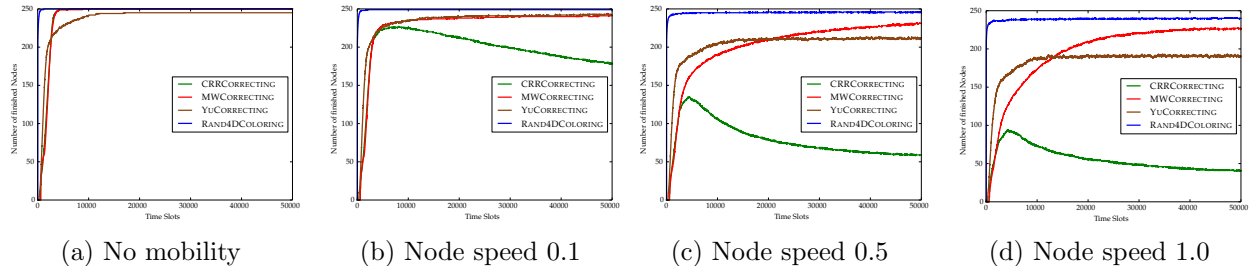 250
200
150
100
50
0
Number of finished Nodes
CRRCORRECTING
MWCORRECTING
YUCORRECTING
RAND4DCOLORING
0 10000 20000 30000 40000 50000
Time Slots
(a) No mobility
250
200
150
100
50
0
Number of finished Nodes
CRRCORRECTING
MWCORRECTING
YUCORRECTING
RAND4DCOLORING
0 10000 20000 30000 40000 50000
Time Slots
(b) Node speed 0.1
250
200
150
100
50
0
Number of finished Nodes
CRRCORRECTING
MWCORRECTING
YUCORRECTING
RAND4DCOLORING
0 10000 20000 30000 40000 50000
Time Slots
(c) Node speed 0.5
250
200
150
100
50
0
Number of finished Nodes
CRRCORRECTING
MWCORRECTING
YUCORRECTING
RAND4DCOLORING
0 10000 20000 30000 40000 50000
Time Slots
(d) Node speed 1.0